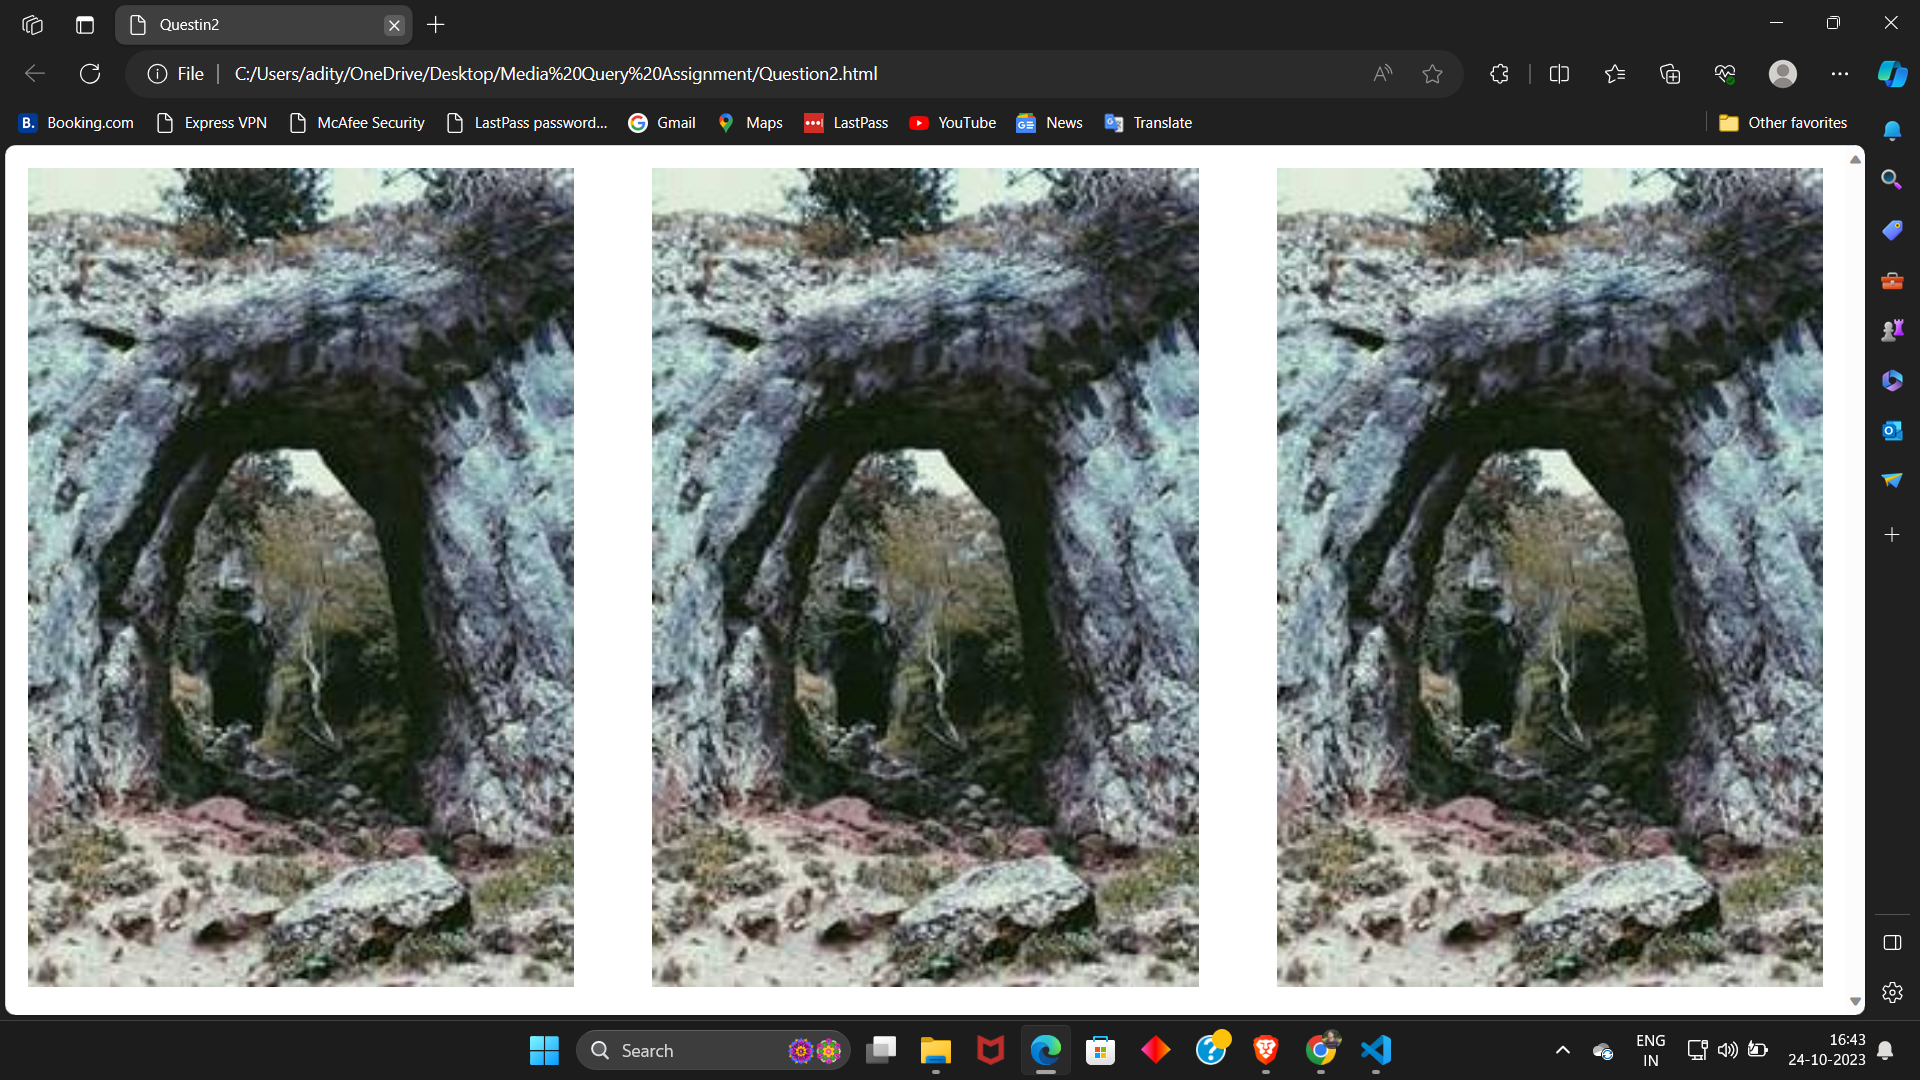 Questin2
File
C:/Users/adity/OneDrive/Desktop/Media%20Query%20Assignment/Question2.html
B. Booking.com
Express VPN
McAfee Security
LastPass password...
Gmail
Maps
LastPass
YouTube
News
Translate
Other favorites
Search
ENG
IN
16:43
24-10-2023